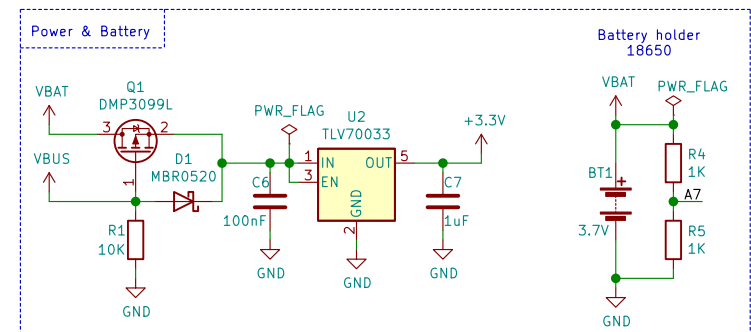 Power & Battery
Battery holder
18650
Q1
DMP3099L
VBAT
3
2
1
VBUS
D1
MBR0520
R1
10K
GND
PWR_FLAG
U2
TLV70033
+3.3V
1
IN
OUT
5
3
EN
GND
2
C6
100nF
GND
GND
C7
1uF
GND
VBAT
PWR_FLAG
BT1
+
3.7V
R4
1K
A7
R5
1K
GND